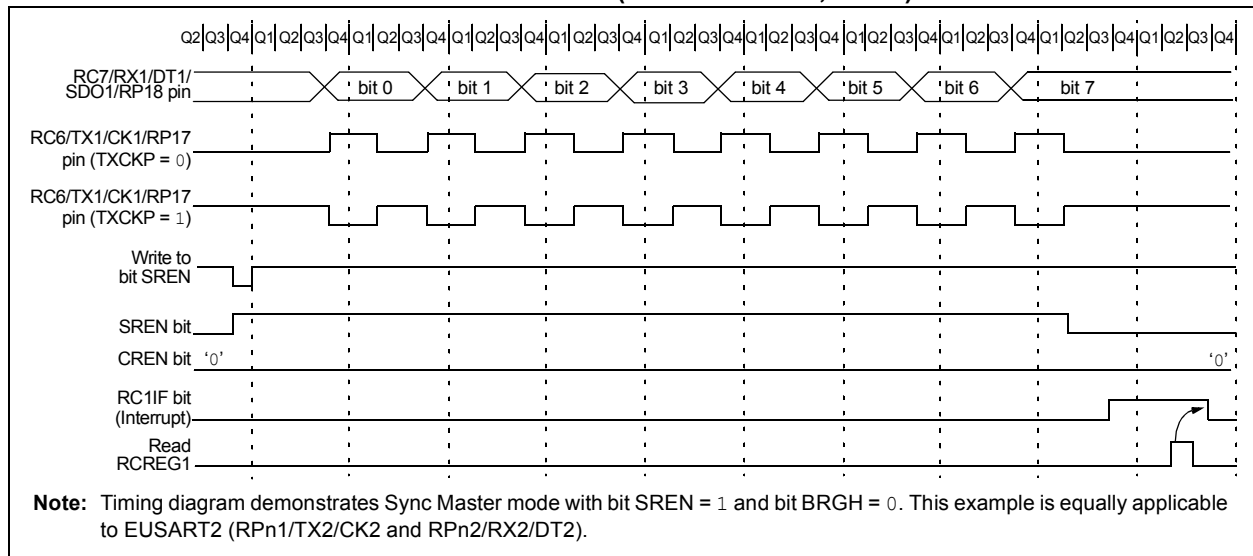 Q2 Q3 Q4 Q1 Q2 Q3 Q4 Q1 Q2 Q3 Q4 Q1 Q2 Q3 Q4 Q1 Q2 Q3 Q4 Q1 Q2 Q3 Q4 Q1 Q2 Q3 Q4 Q1 Q2 Q3 Q4 Q1 Q2 Q3 Q4 Q1 Q2 Q3 Q4 Q1 Q2 Q3 Q4
RC7/RX1/DT1/
SDO1/RP18 pin
bit 0 bit 1 bit 2 bit 3 bit 4 bit 5 bit 6 bit 7
RC6/TX1/CK1/RP17
pin (TXCKP = 0)
RC6/TX1/CK1/RP17
pin (TXCKP = 1)
Write to
bit SREN
SREN bit
CREN bit ‘0’ ‘0’
RC1IF bit
(Interrupt)
Read
RCREG1
Note: Timing diagram demonstrates Sync Master mode with bit SREN = 1 and bit BRGH = 0. This example is equally applicable
to EUSART2 (RPn1/TX2/CK2 and RPn2/RX2/DT2).